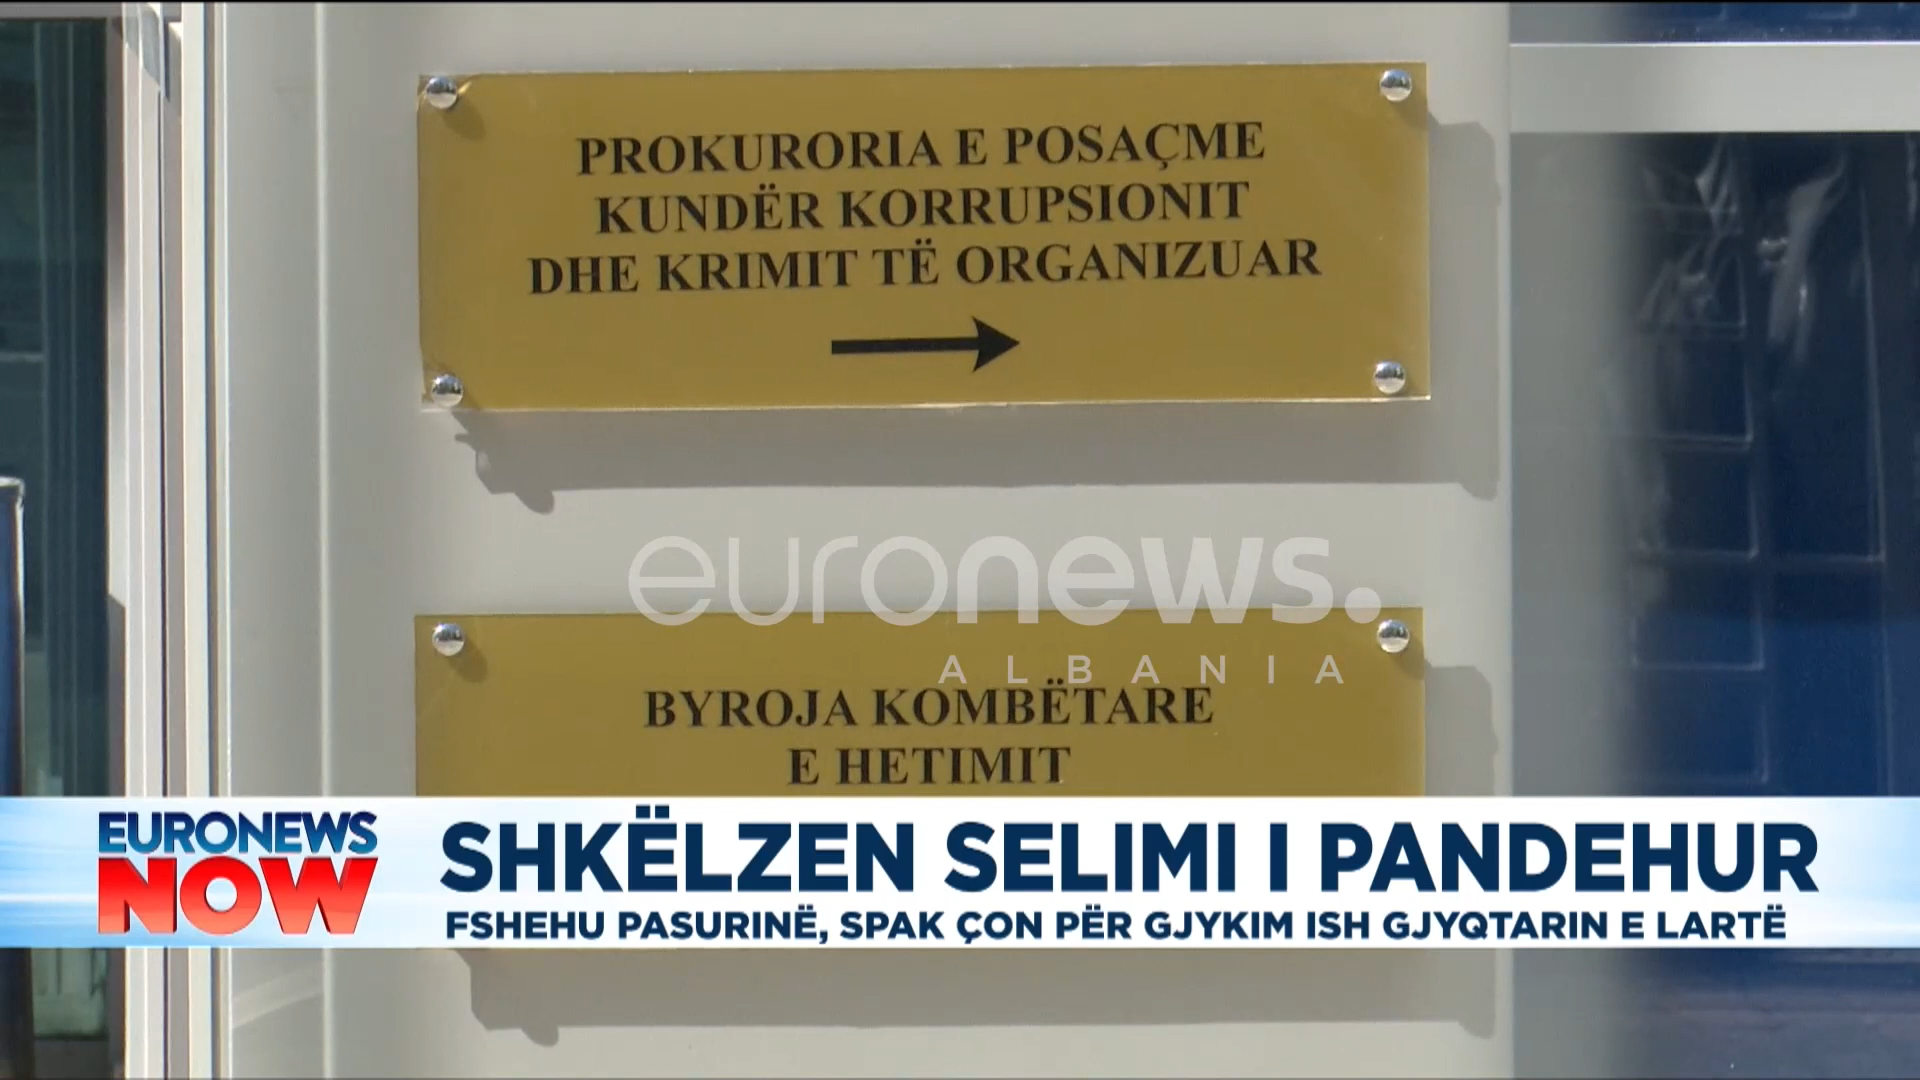 PROKURORIA E POSAÇME
KUNDËR KORRUPSIONIT
DHE KRIMIT TË ORGANIZUAR
euronews.
ALBANIA
BYROJA KOMBËTARE
E HETIMIT
EURONEWS
NOW
SHKËLZEN SELIMI I PANDEHUR
FSHEHU PASURINË, SPAK ÇON PËR GJYKIM ISH GJYQTARIN E LARTË